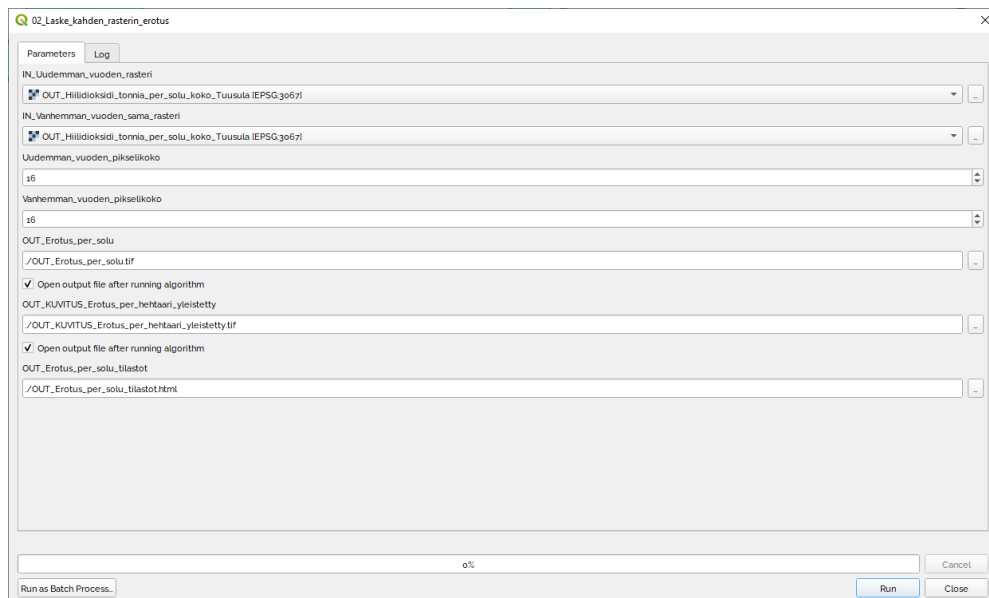 02_Laske_kahden_rasterin_erotus
Parameters
Log
IN_Uudemman_vuoden_rasteri
OUT_Hiilidioksidi_tonnia_per_solu_koko_Tuusula [EPSG:3067]
...
IN_Vanhemman_vuoden_sama_rasteri
OUT_Hiilidioksidi_tonnia_per_solu_koko_Tuusula [EPSG:3067]
...
Uudemman_vuoden_pikselikoko
16
Vanhemman_vuoden_pikselikoko
16
OUT_Erotus_per_solu
./OUT_Erotus_per_solu.tif
...
Open output file after running algorithm
OUT_KUVITUS_Erotus_per_hehtaari_yleistetty
./OUT_KUVITUS_Erotus_per_hehtaari_yleistetty.tif
...
Open output file after running algorithm
OUT_Erotus_per_solu_tilastot
./OUT_Erotus_per_solu_tilastot.html
...
0%
Cancel
Run as Batch Process...
Run
Close